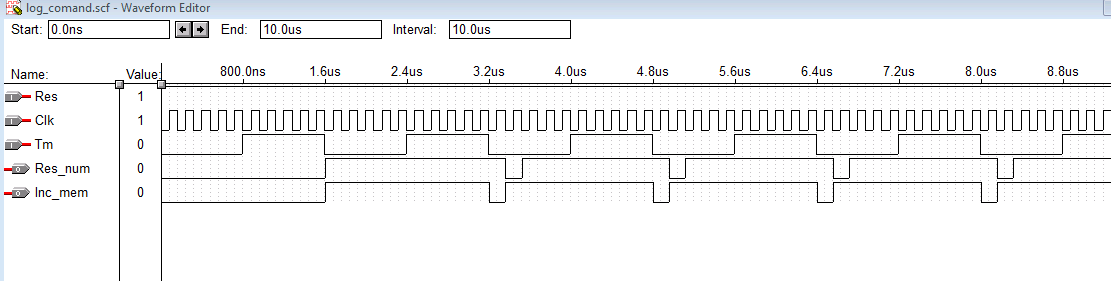 log_comand.scf - Waveform Editor
Start: 0.0ns End: 10.0us Interval: 10.0us
Name: Value: 800.0ns 1.6us 2.4us 3.2us 4.0us 4.8us 5.6us 6.4us 7.2us 8.0us 8.8us
I Res 1
I Clk 1
I Tm 0
O Res_num 0
O Inc_mem 0